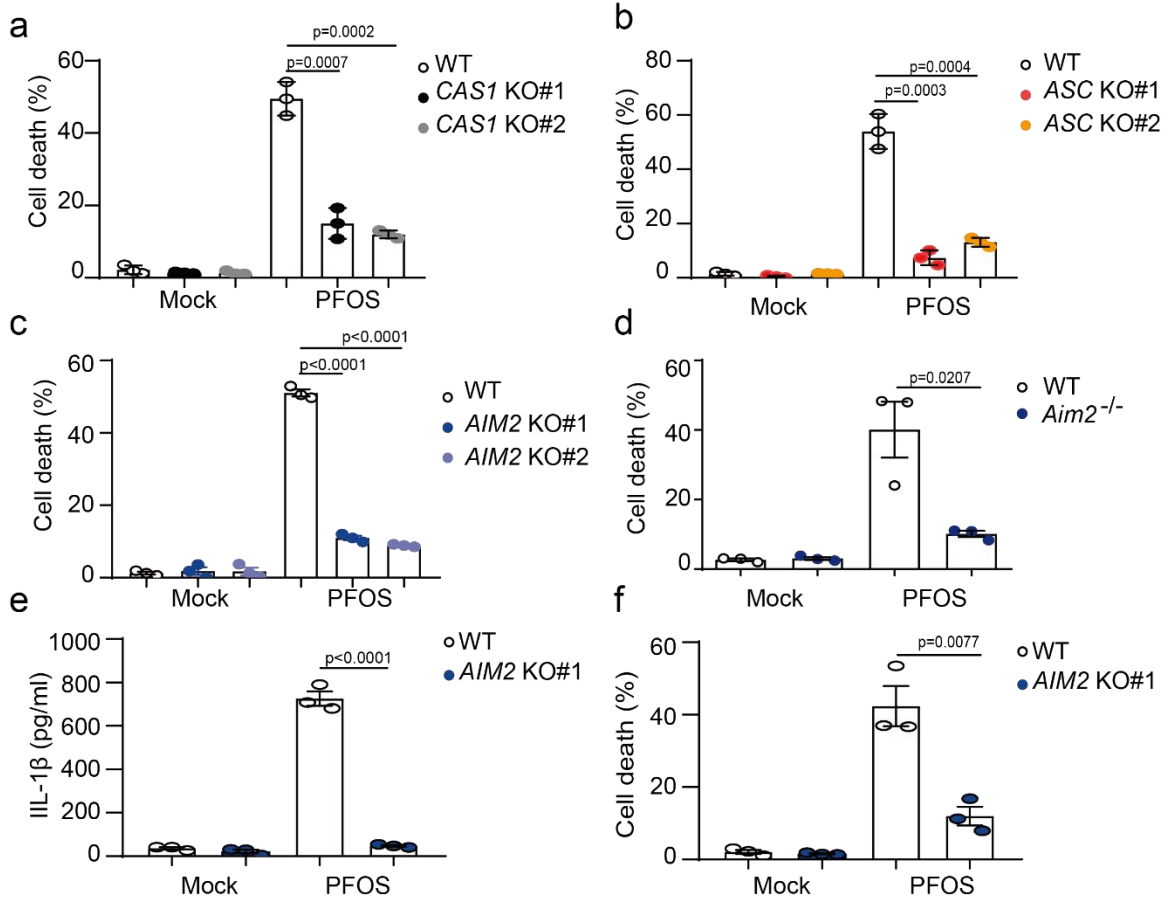 a
p=0.0002
p=0.0007
60
40
20
0
Cell death (%)
WT
CAS1 KO#1
CAS1 KO#2
Mock
PFOS
b
p=0.0004
p=0.0003
80
60
40
20
0
Cell death (%)
WT
ASC KO#1
ASC KO#2
Mock
PFOS
c
p<0.0001
p<0.0001
60
40
20
0
Cell death (%)
WT
AIM2 KO#1
AIM2 KO#2
Mock
PFOS
d
p=0.0207
60
40
20
0
Cell death (%)
WT
Aim2-/-
Mock
PFOS
e
p<0.0001
1000
800
600
400
200
0
IIL-1β (pg/ml)
WT
AIM2 KO#1
Mock
PFOS
f
p=0.0077
60
40
20
0
Cell death (%)
WT
AIM2 KO#1
Mock
PFOS